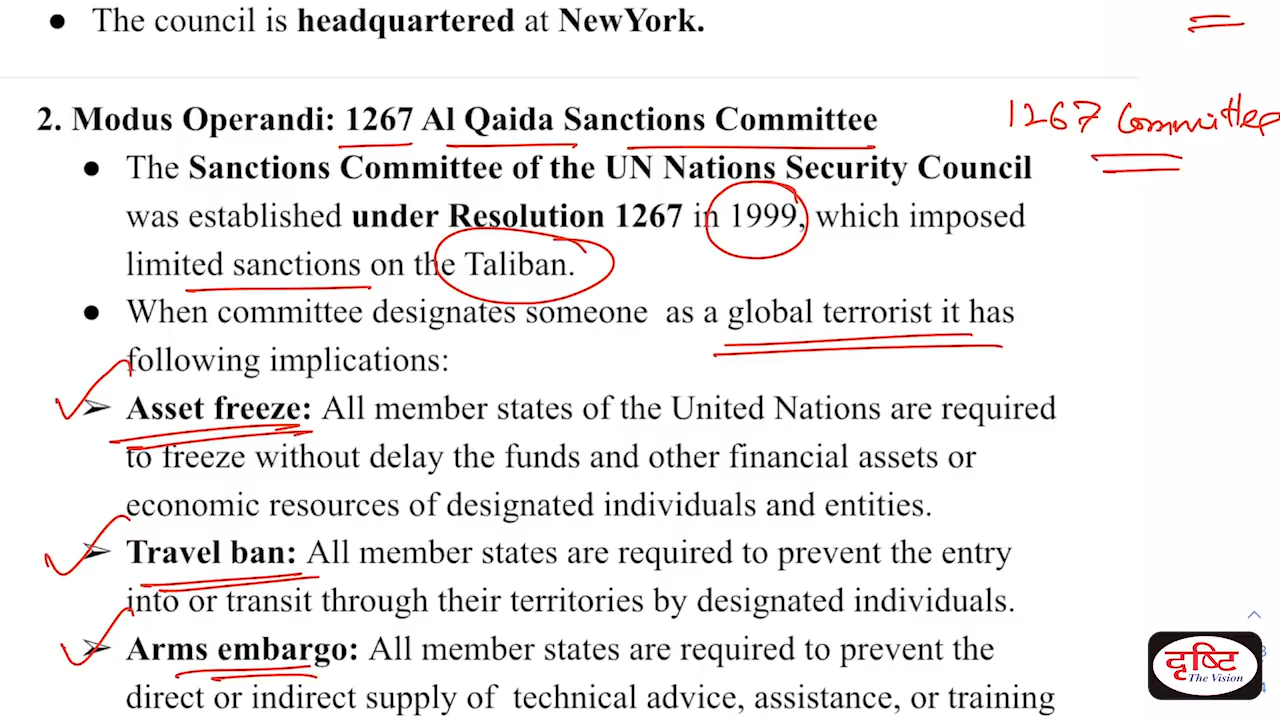 ● The council is headquartered at NewYork.
2. Modus Operandi: 1267 Al Qaida Sanctions Committee
1267 Committee
● The Sanctions Committee of the UN Nations Security Council
was established under Resolution 1267 in 1999, which imposed
limited sanctions on the Taliban.
● When committee designates someone as a global terrorist it has
following implications:
➢ Asset freeze: All member states of the United Nations are required
to freeze without delay the funds and other financial assets or
economic resources of designated individuals and entities.
➢ Travel ban: All member states are required to prevent the entry
into or transit through their territories by designated individuals.
➢ Arms embargo: All member states are required to prevent the
direct or indirect supply of technical advice, assistance, or training
दृष्टि
The Vision